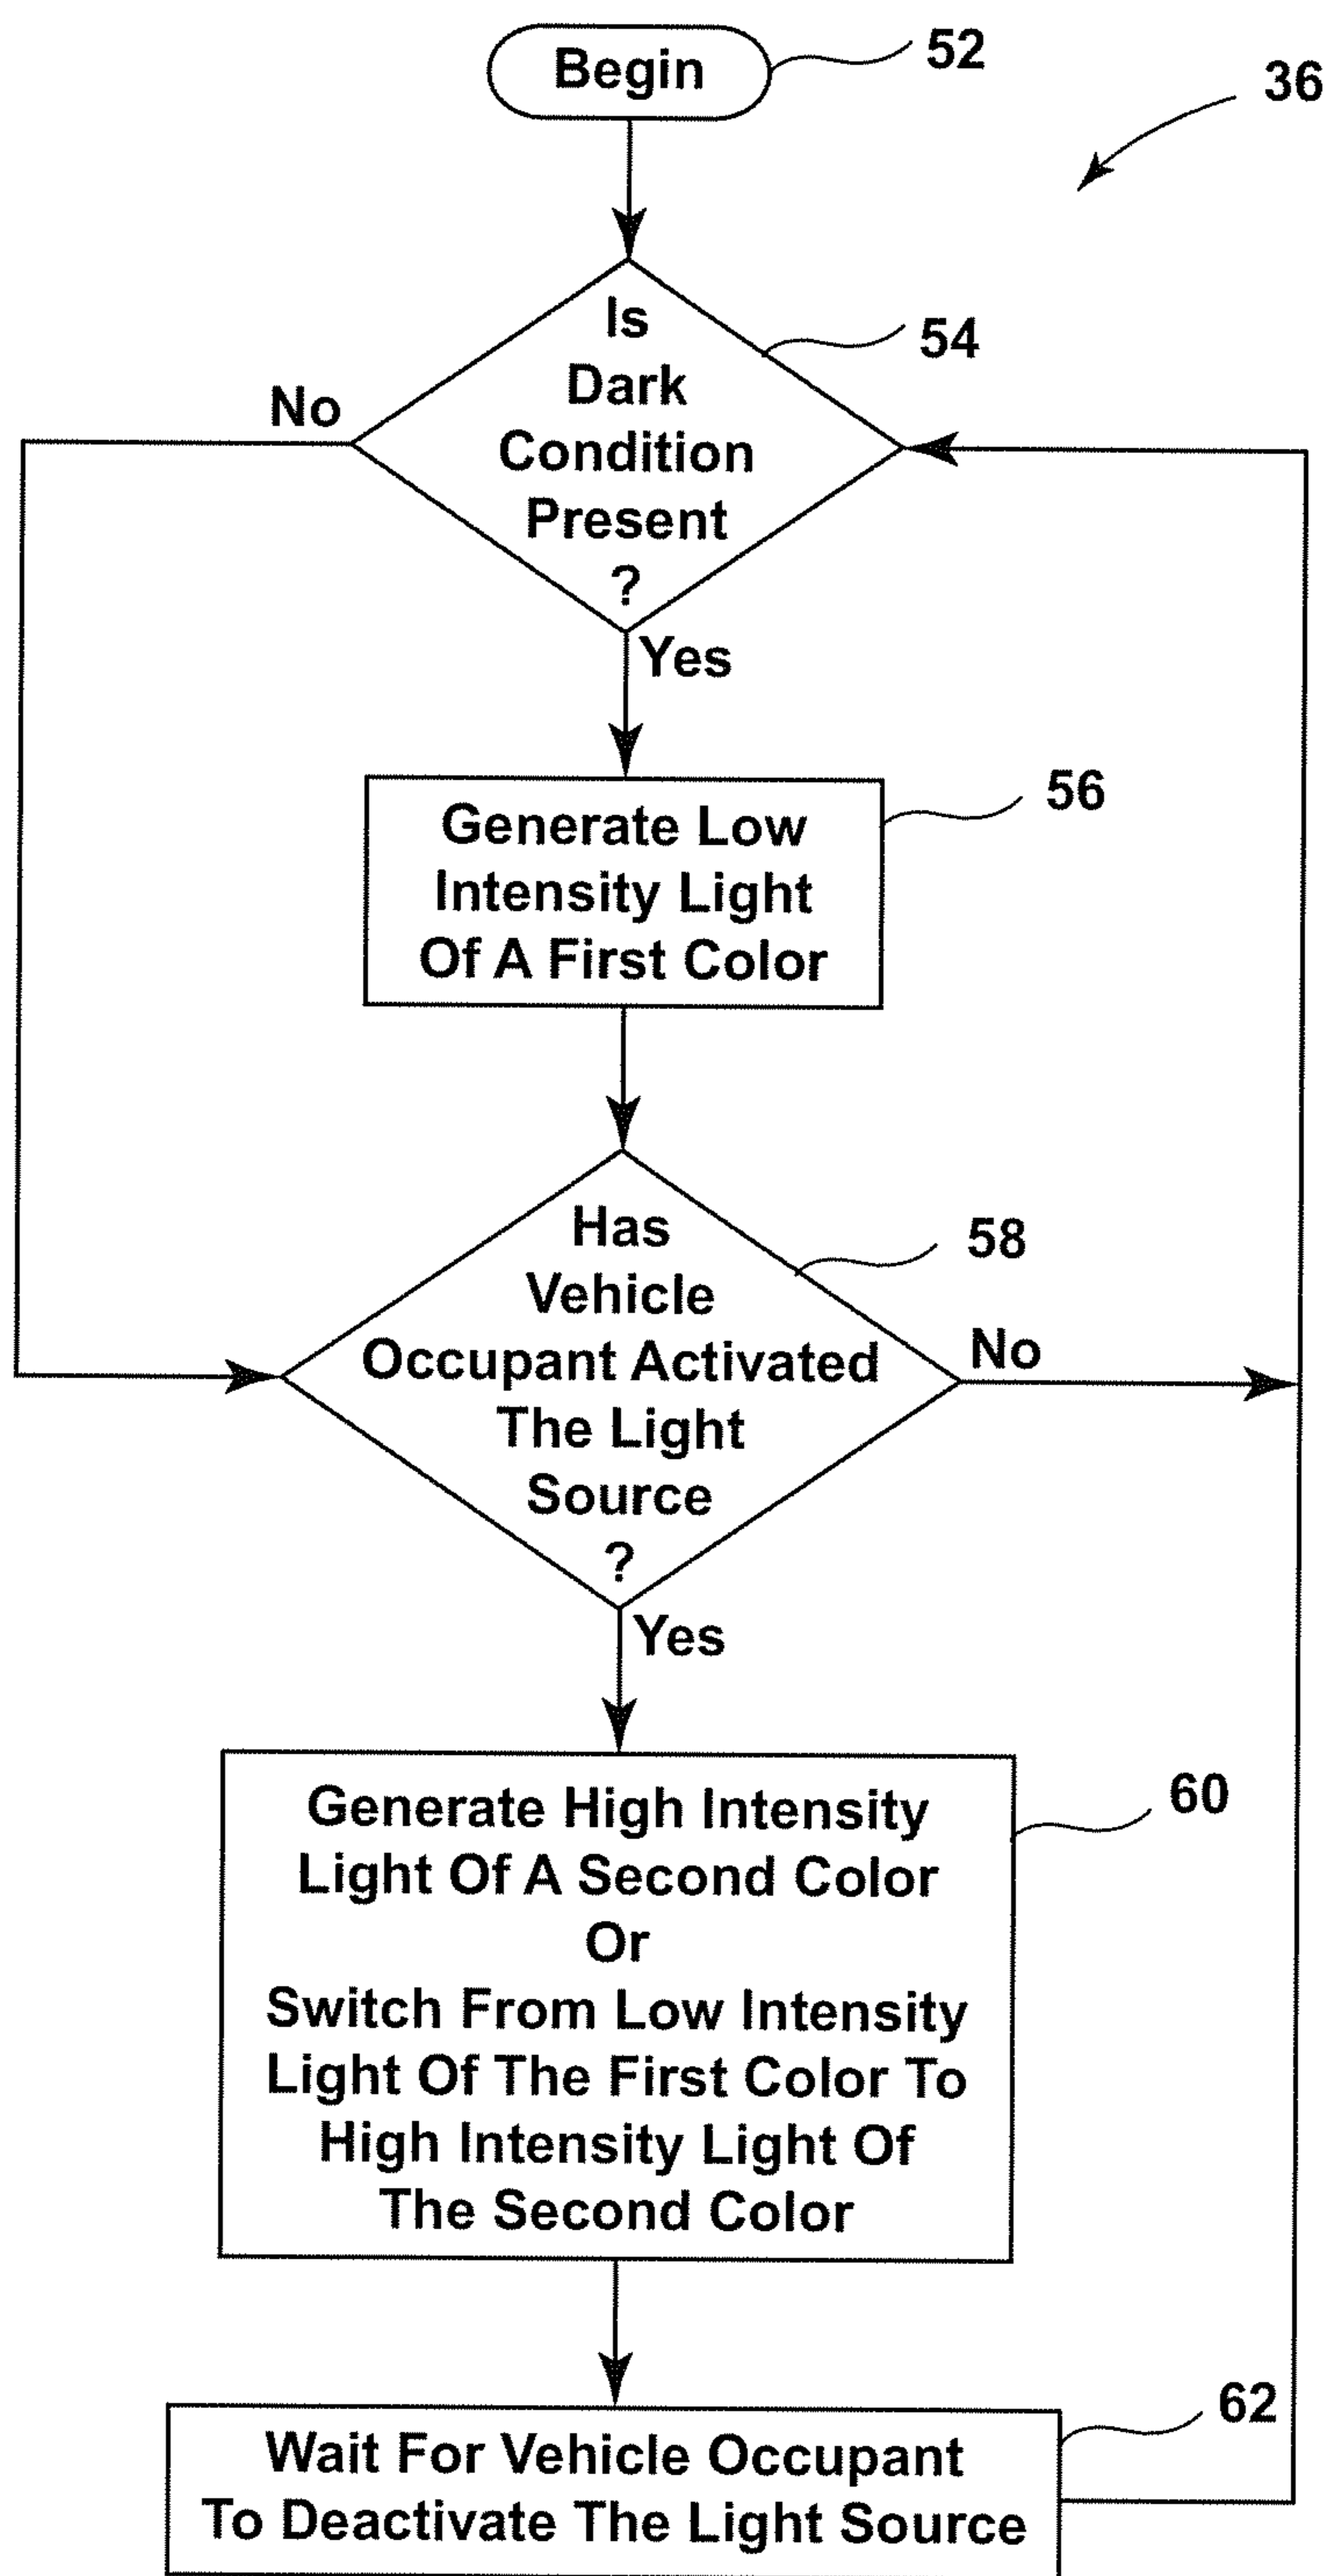 Begin
52
36
Is
Dark
Condition
Present
?
54
No
Yes
Generate Low
Intensity Light
Of A First Color
56
Has
Vehicle
Occupant Activated
The Light
Source
?
58
No
Yes
Generate High Intensity
Light Of A Second Color
Or
Switch From Low Intensity
Light Of The First Color To
High Intensity Light Of
The Second Color
60
Wait For Vehicle Occupant
To Deactivate The Light Source
62